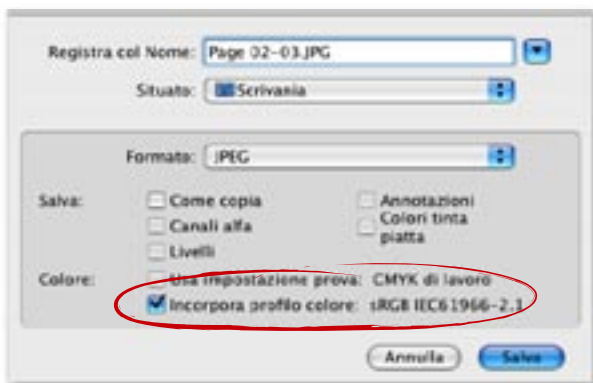 Registra col Nome: Page 02-03.JPG
Situato: Scrivania
Formato: JPEG
Salva: Come copia Annotazioni
Canali alfa Colori tinta piatta
Livelli
Colore: Usa impostazione prova: CMYK di lavoro
Incorpora profilo colore: sRGB IEC61966-2.1
Annulla Salva